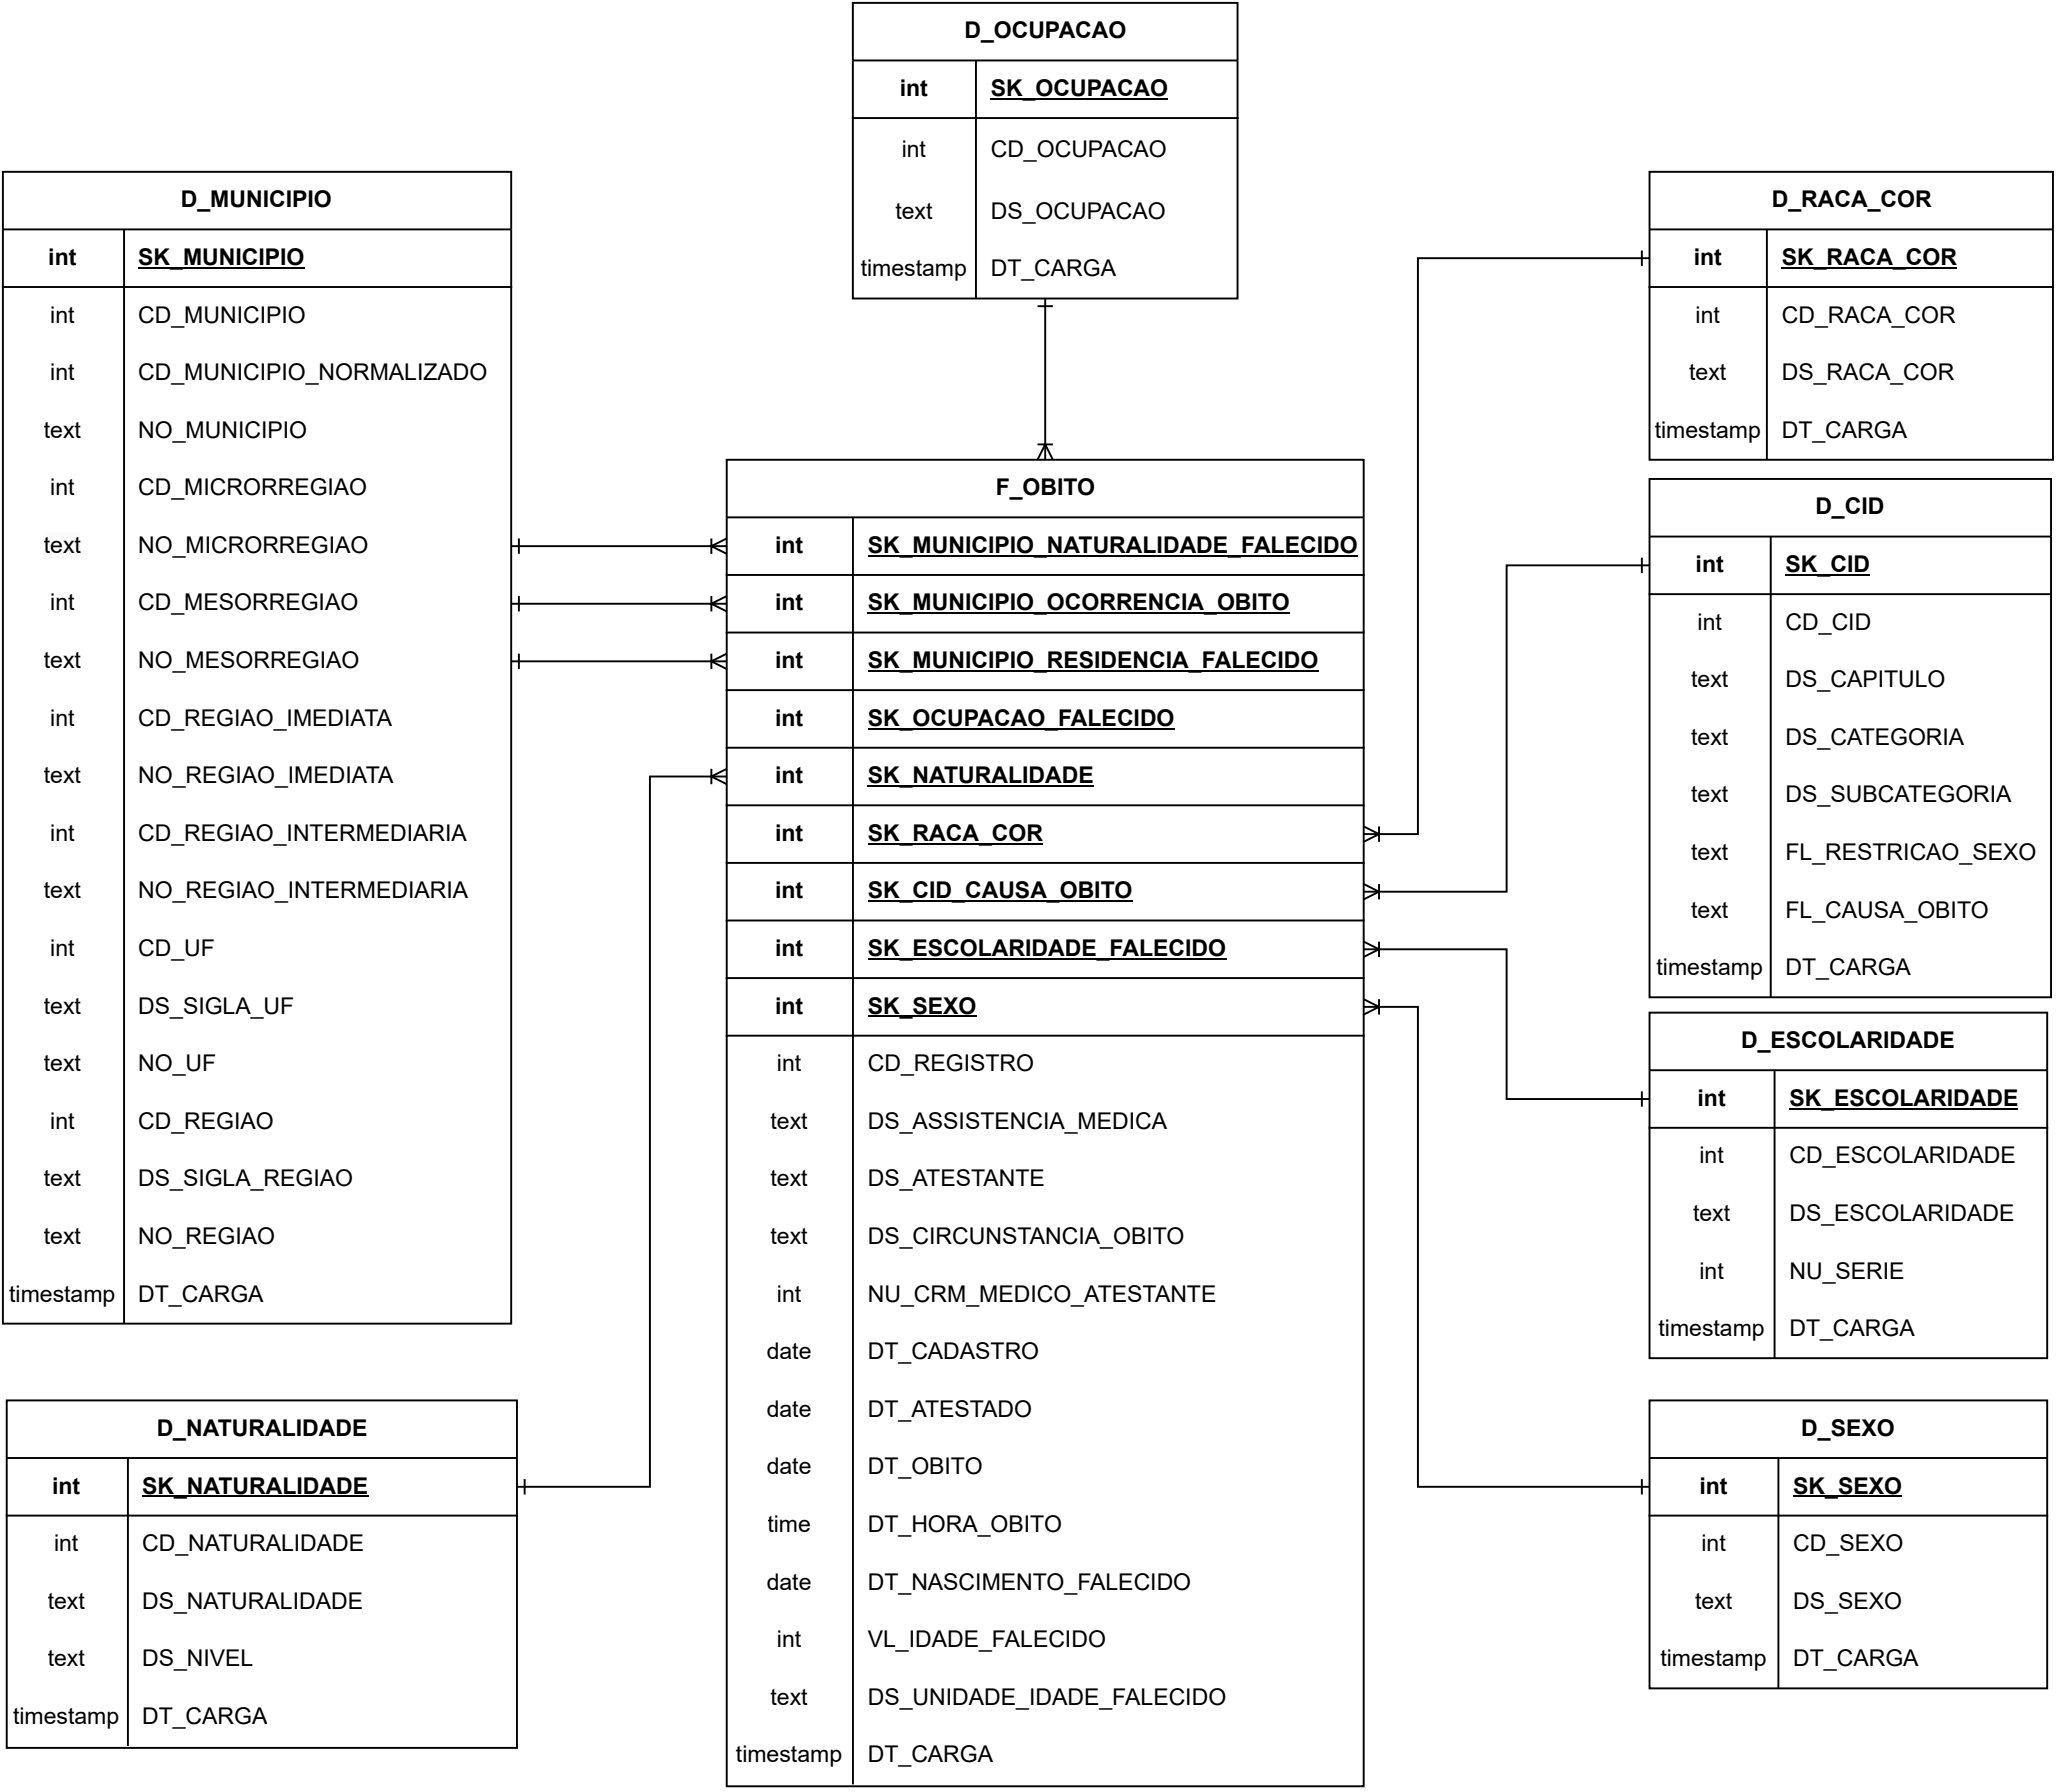 D_OCUPACAO
int SK_OCUPACAO
int CD_OCUPACAO
text DS_OCUPACAO
timestamp DT_CARGA
D_MUNICIPIO
int SK_MUNICIPIO
int CD_MUNICIPIO
int CD_MUNICIPIO_NORMALIZADO
text NO_MUNICIPIO
int CD_MICRORREGIAO
text NO_MICRORREGIAO
int CD_MESORREGIAO
text NO_MESORREGIAO
int CD_REGIAO_IMEDIATA
text NO_REGIAO_IMEDIATA
int CD_REGIAO_INTERMEDIARIA
text NO_REGIAO_INTERMEDIARIA
int CD_UF
text DS_SIGLA_UF
text NO_UF
int CD_REGIAO
text DS_SIGLA_REGIAO
text NO_REGIAO
timestamp DT_CARGA
D_NATURALIDADE
int SK_NATURALIDADE
int CD_NATURALIDADE
text DS_NATURALIDADE
text DS_NIVEL
timestamp DT_CARGA
F_OBITO
int SK_MUNICIPIO_NATURALIDADE_FALECIDO
int SK_MUNICIPIO_OCORRENCIA_OBITO
int SK_MUNICIPIO_RESIDENCIA_FALECIDO
int SK_OCUPACAO_FALECIDO
int SK_NATURALIDADE
int SK_RACA_COR
int SK_CID_CAUSA_OBITO
int SK_ESCOLARIDADE_FALECIDO
int SK_SEXO
int CD_REGISTRO
text DS_ASSISTENCIA_MEDICA
text DS_ATESTANTE
text DS_CIRCUNSTANCIA_OBITO
int NU_CRM_MEDICO_ATESTANTE
date DT_CADASTRO
date DT_ATESTADO
date DT_OBITO
time DT_HORA_OBITO
date DT_NASCIMENTO_FALECIDO
int VL_IDADE_FALECIDO
text DS_UNIDADE_IDADE_FALECIDO
timestamp DT_CARGA
D_RACA_COR
int SK_RACA_COR
int CD_RACA_COR
text DS_RACA_COR
timestamp DT_CARGA
D_CID
int SK_CID
int CD_CID
text DS_CAPITULO
text DS_CATEGORIA
text DS_SUBCATEGORIA
text FL_RESTRICAO_SEXO
text FL_CAUSA_OBITO
timestamp DT_CARGA
D_ESCOLARIDADE
int SK_ESCOLARIDADE
int CD_ESCOLARIDADE
text DS_ESCOLARIDADE
int NU_SERIE
timestamp DT_CARGA
D_SEXO
int SK_SEXO
int CD_SEXO
text DS_SEXO
timestamp DT_CARGA